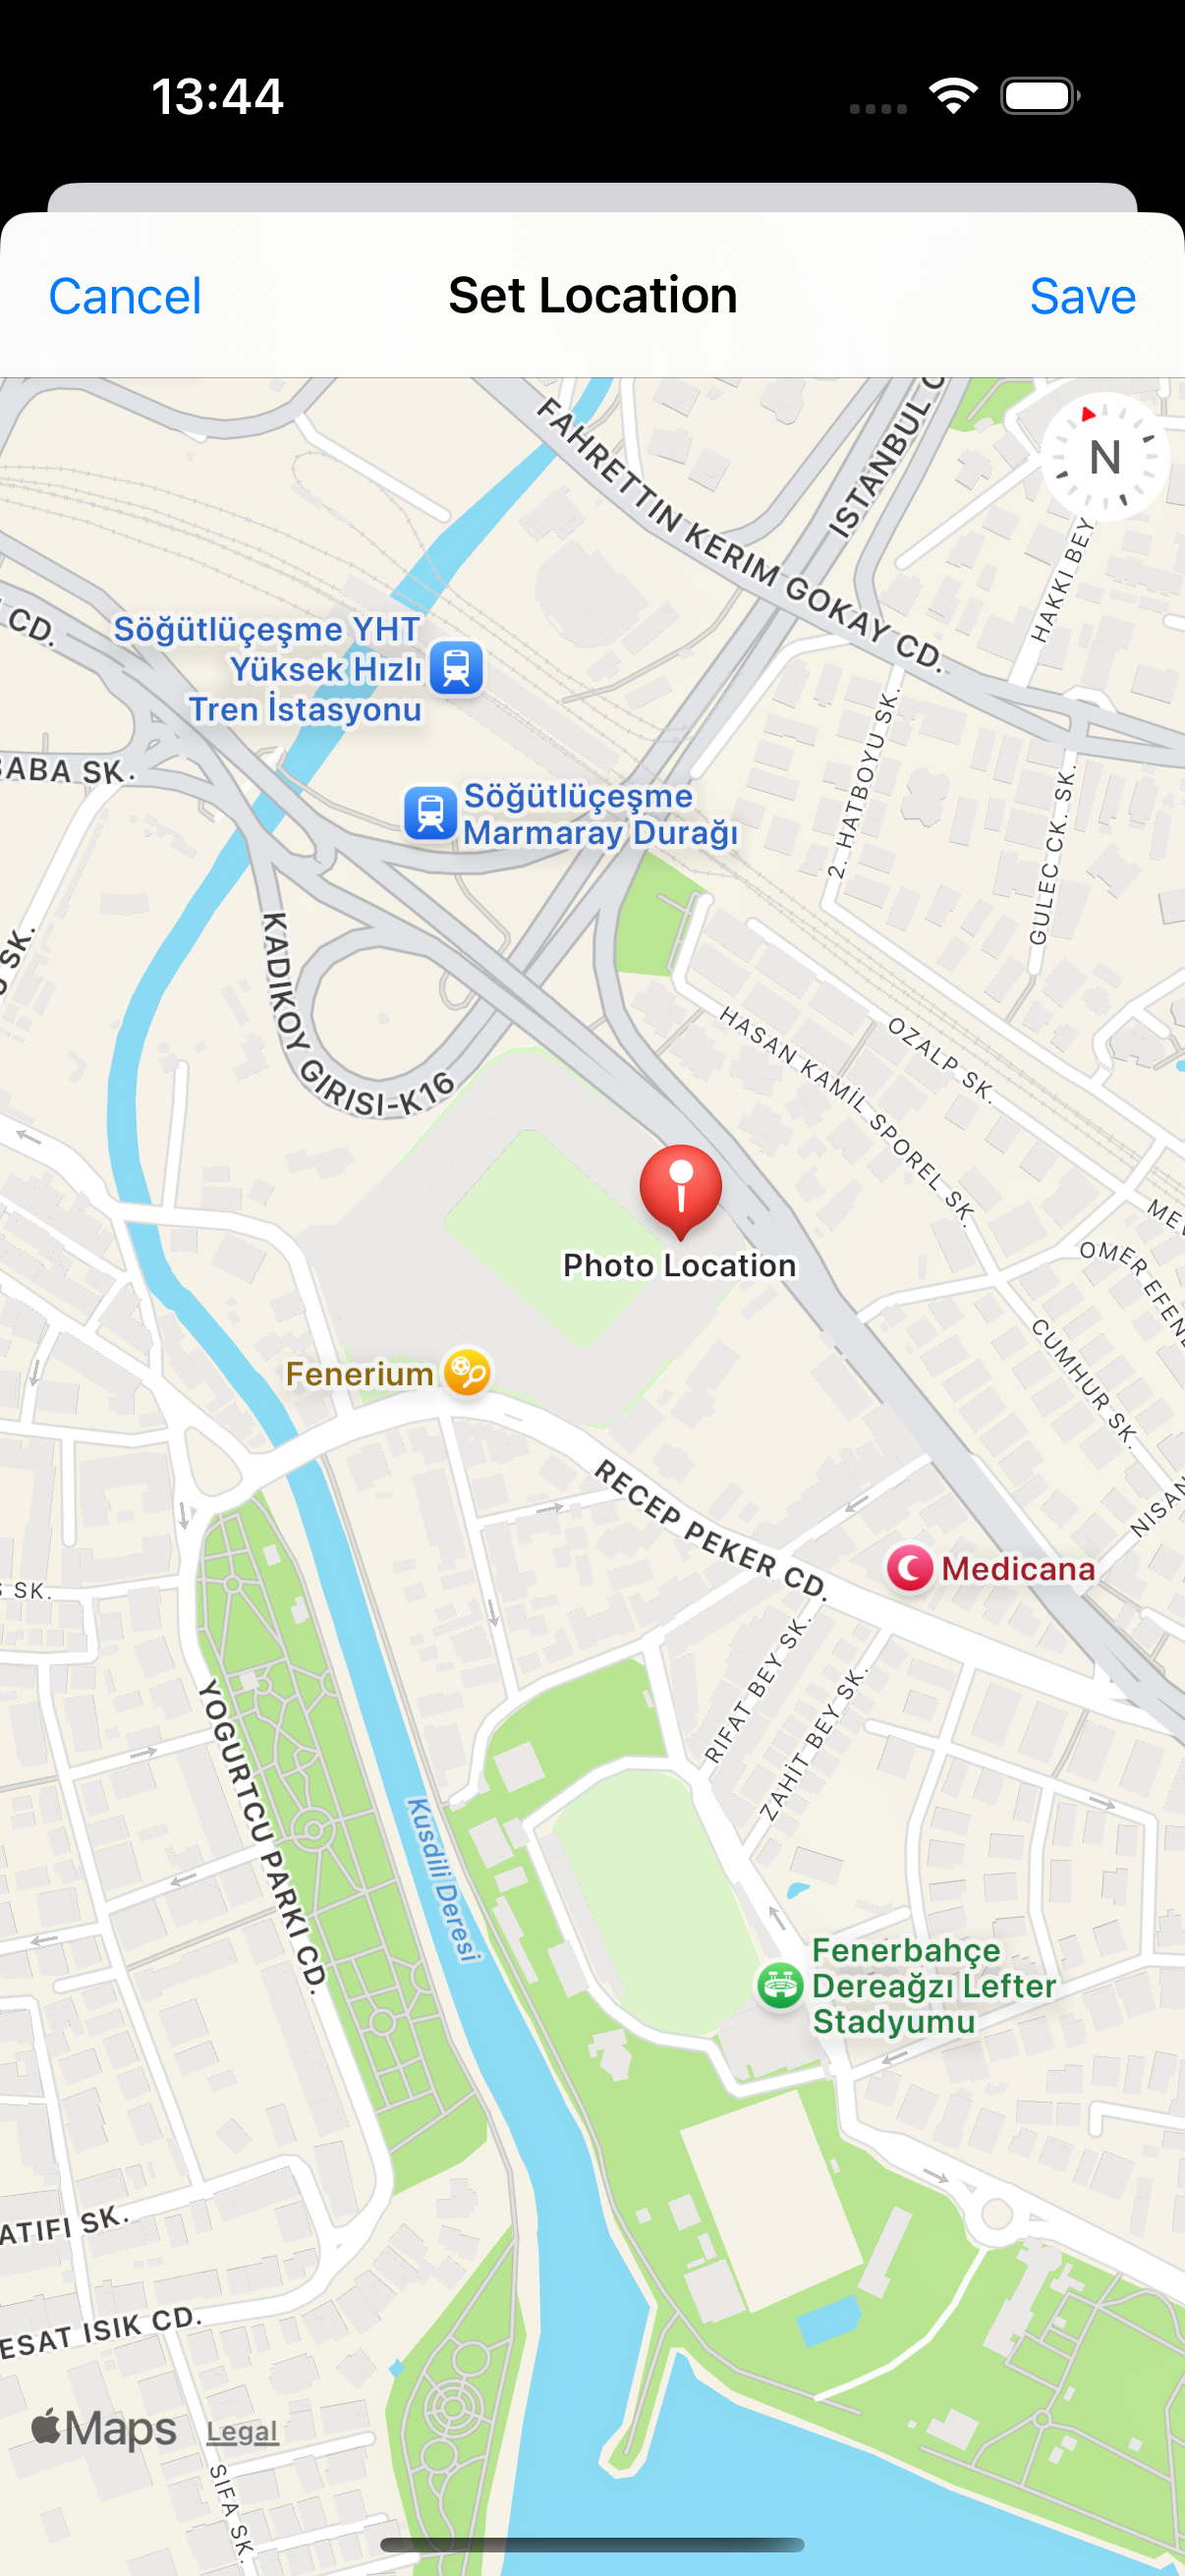 13:44
Cancel
Set Location
Save
FAHRETTIN KERIM GOKAY CD.
ISTANBUL C
N
HAKKI BEY
CD.
Söğütlüçeşme YHT
Yüksek Hızlı
Tren İstasyonu
BABA SK.
Söğütlüçeşme
Marmaray Durağı
2. HATBOYU SK.
GULEC CK. SK.
SK.
KADIKOY GIRISI-K16
HASAN KAMİL SPOREL SK.
OZALP SK.
Photo Location
MEV
OMER EFEN
Fenerium
CUMHUR SK.
RECEP PEKER CD.
NISAN
Medicana
SK.
RIFAT BEY SK.
ZAHİT BEY SK.
YOGURTCU PARKI CD.
Kusdili Deresi
Fenerbahçe
Dereağzı Lefter
Stadyumu
ATIFI SK.
ESAT ISIK CD.
Maps
Legal
SIFA SK.